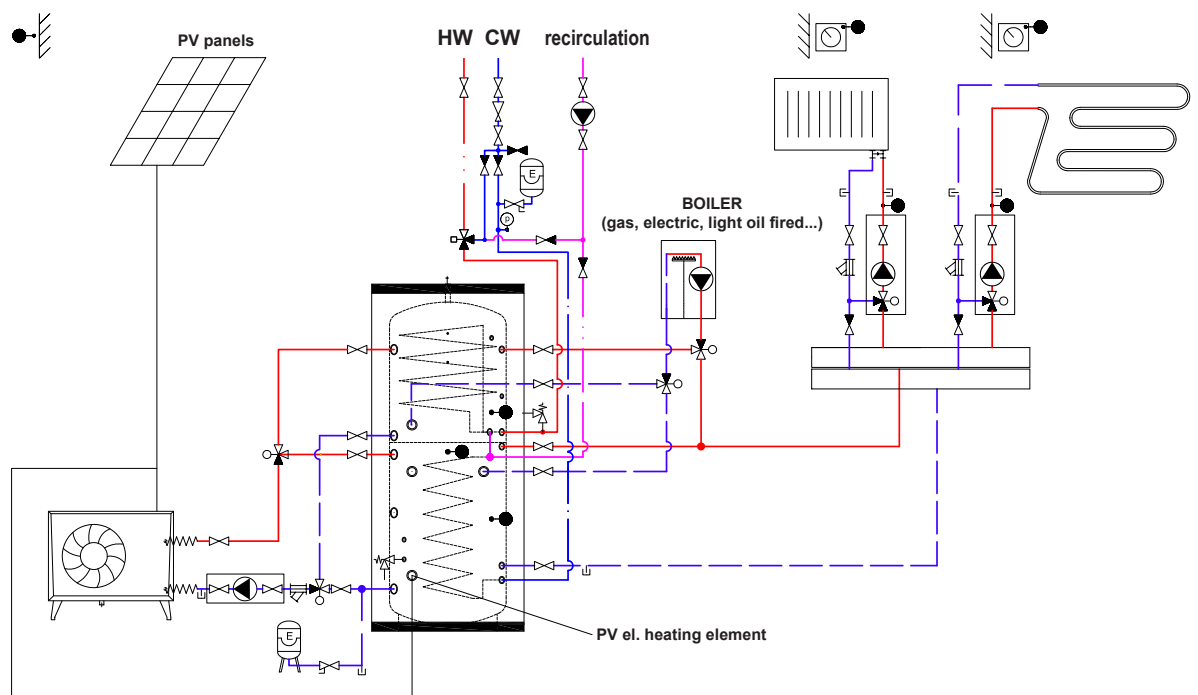 PV panels
HW CW recirculation
E
p
BOILER
(gas, electric, light oil fired...)
E
PV el. heating element